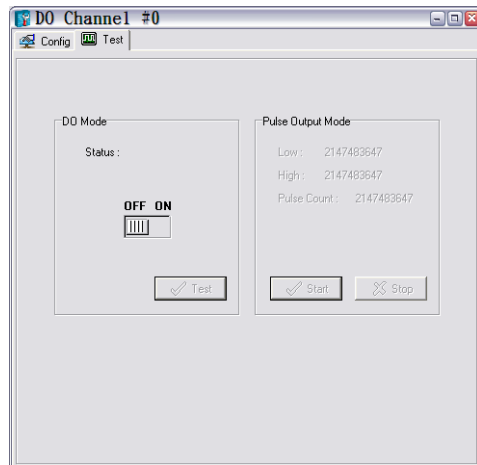 DO Channel #0
Config Test
DO Mode
Status :
OFF ON
Test
Pulse Output Mode
Low : 2147483647
High : 2147483647
Pulse Count : 2147483647
Start Stop